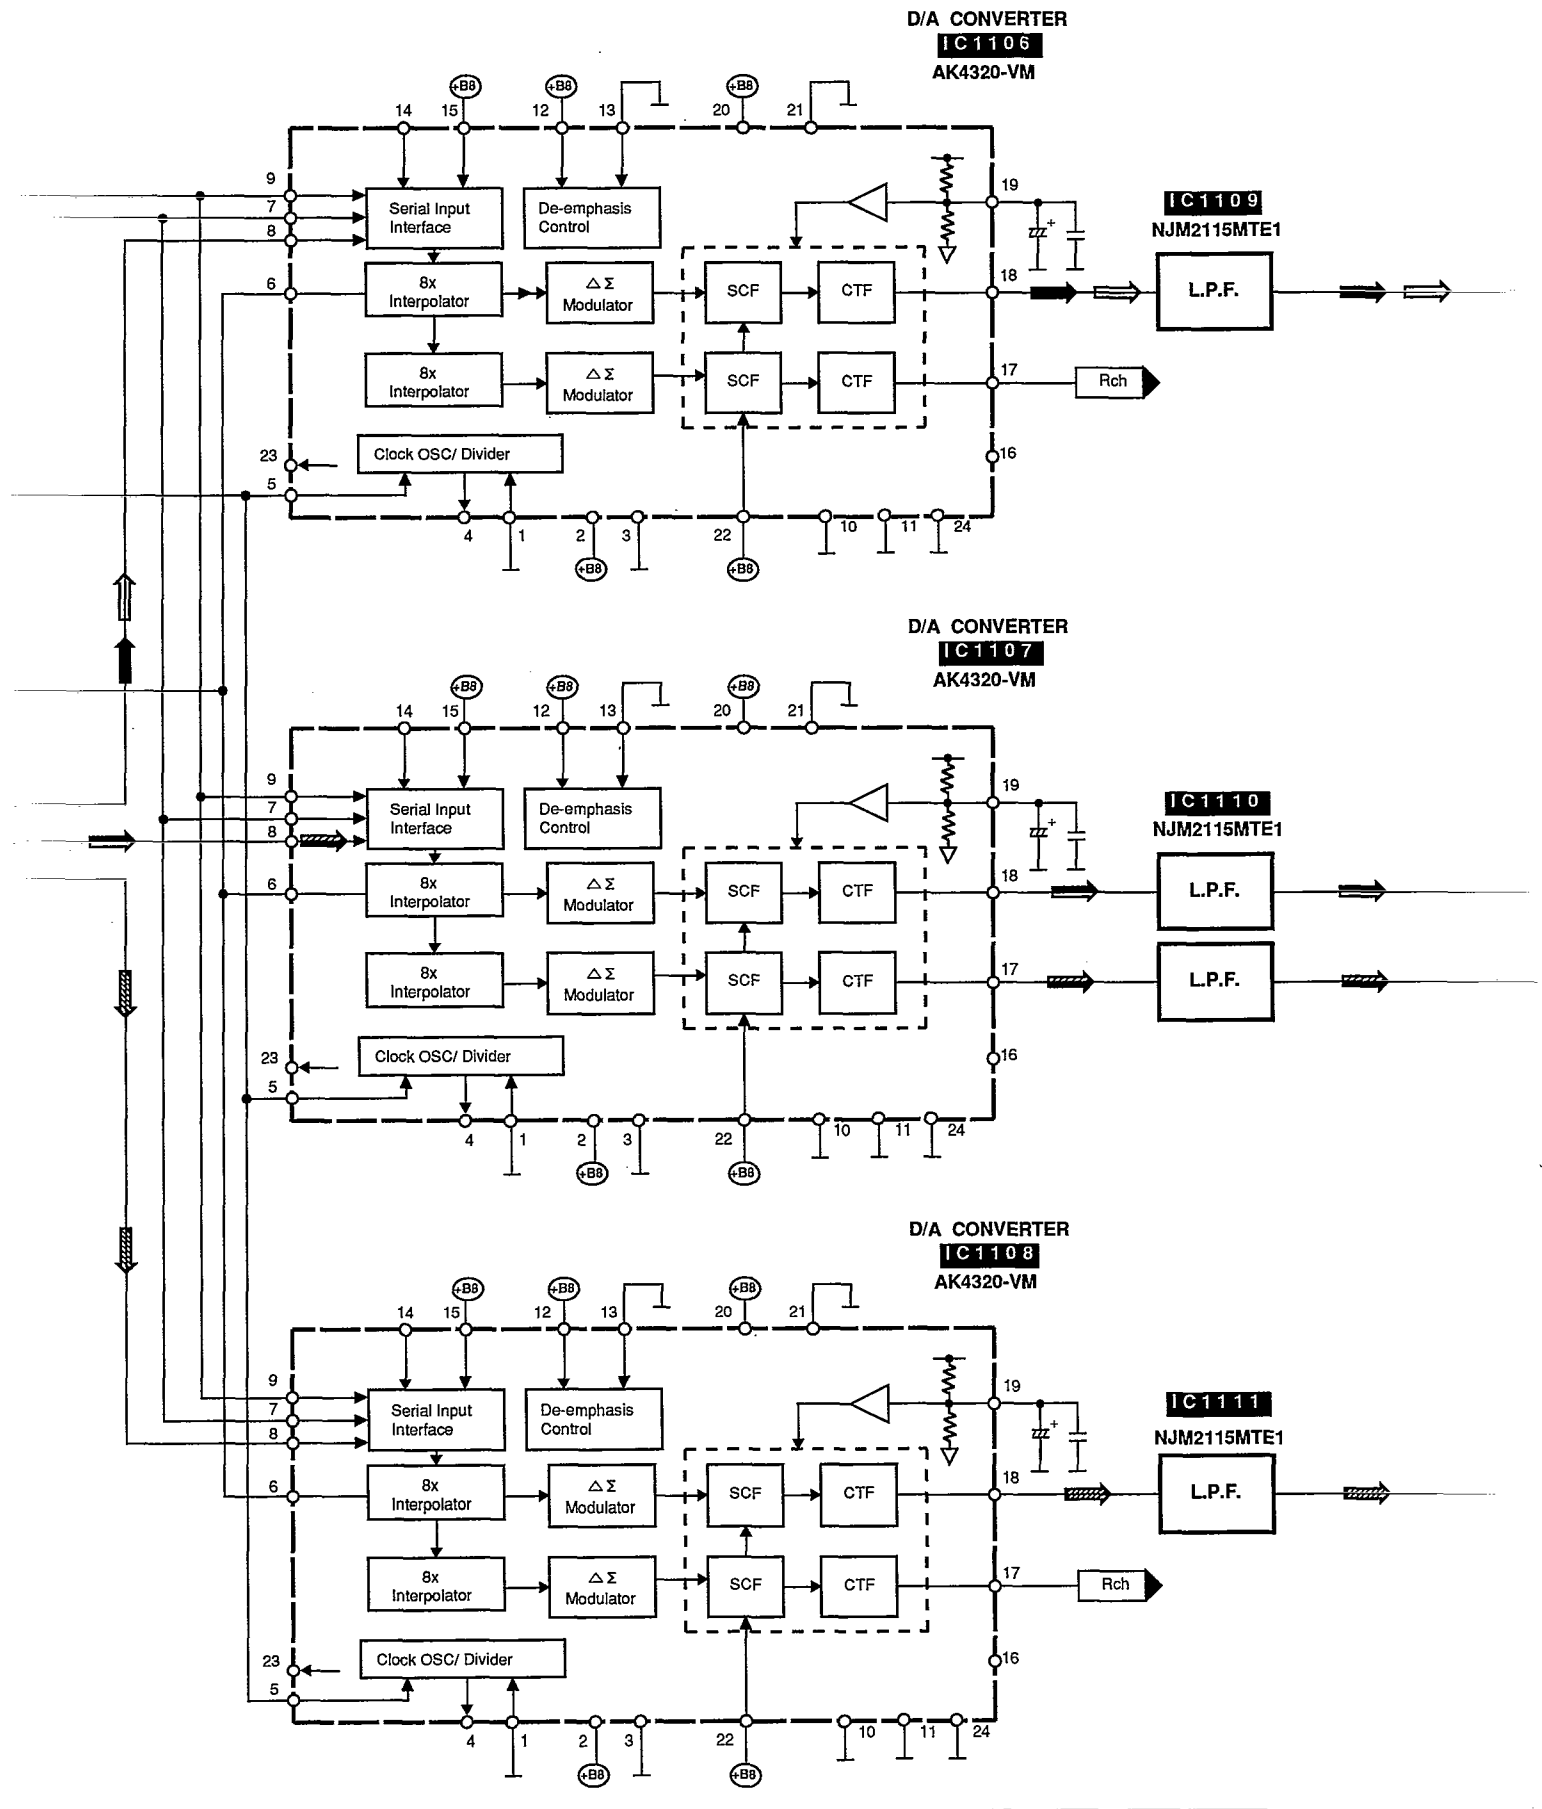 D/A CONVERTER
IC1106
AK4320-VM
+B8 +B8 +B8
14 15 12 13 20 21
9
7
8
6
Serial Input
Interface
De-emphasis
Control
19
IC1109
NJM2115MTE1
8x
Interpolator
ΔΣ
Modulator
SCF
CTF
18
L.P.F.
8x
Interpolator
ΔΣ
Modulator
SCF
CTF
17
Rch
Clock OSC/ Divider
23
5
16
4 1 2 3 22 10 11 24
+B8 +B8
D/A CONVERTER
IC1107
AK4320-VM
+B8 +B8 +B8
14 15 12 13 20 21
9
7
8
6
Serial Input
Interface
De-emphasis
Control
19
IC1110
NJM2115MTE1
8x
Interpolator
ΔΣ
Modulator
SCF
CTF
18
L.P.F.
8x
Interpolator
ΔΣ
Modulator
SCF
CTF
17
L.P.F.
Clock OSC/ Divider
23
5
16
4 1 2 3 22 10 11 24
+B8 +B8
D/A CONVERTER
IC1108
AK4320-VM
+B8 +B8 +B8
14 15 12 13 20 21
9
7
8
6
Serial Input
Interface
De-emphasis
Control
19
IC1111
NJM2115MTE1
8x
Interpolator
ΔΣ
Modulator
SCF
CTF
18
L.P.F.
8x
Interpolator
ΔΣ
Modulator
SCF
CTF
17
Rch
Clock OSC/ Divider
23
5
16
4 1 2 3 22 10 11 24
+B8 +B8